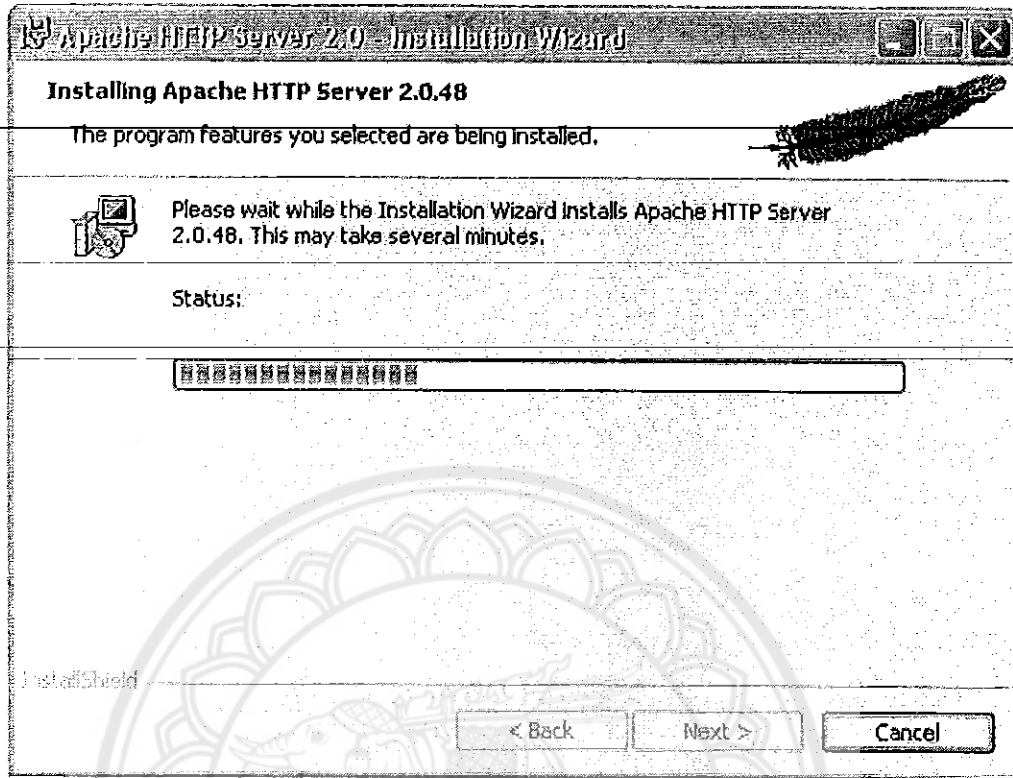 Apache HTTP Server 2.0 - Installation Wizard
Installing Apache HTTP Server 2.0.48
The program features you selected are being installed.
Please wait while the Installation Wizard installs Apache HTTP Server
2.0.48. This may take several minutes.
Status:
InstallShield
< Back
Next >
Cancel